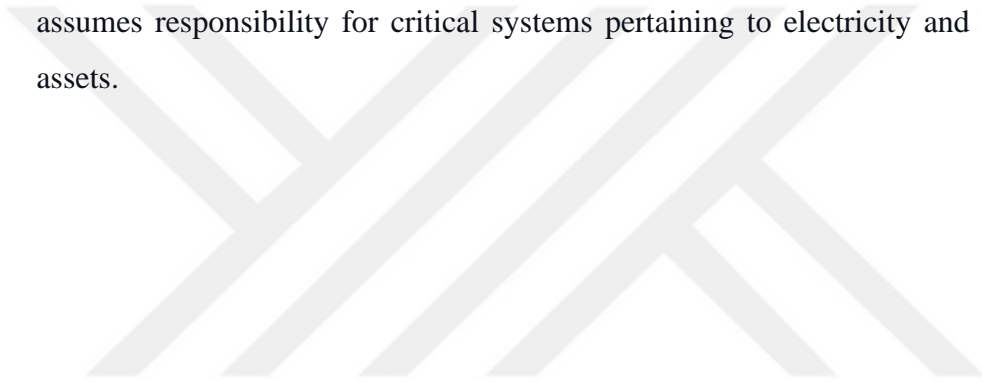 assumes responsibility for critical systems pertaining to electricity and
assets.